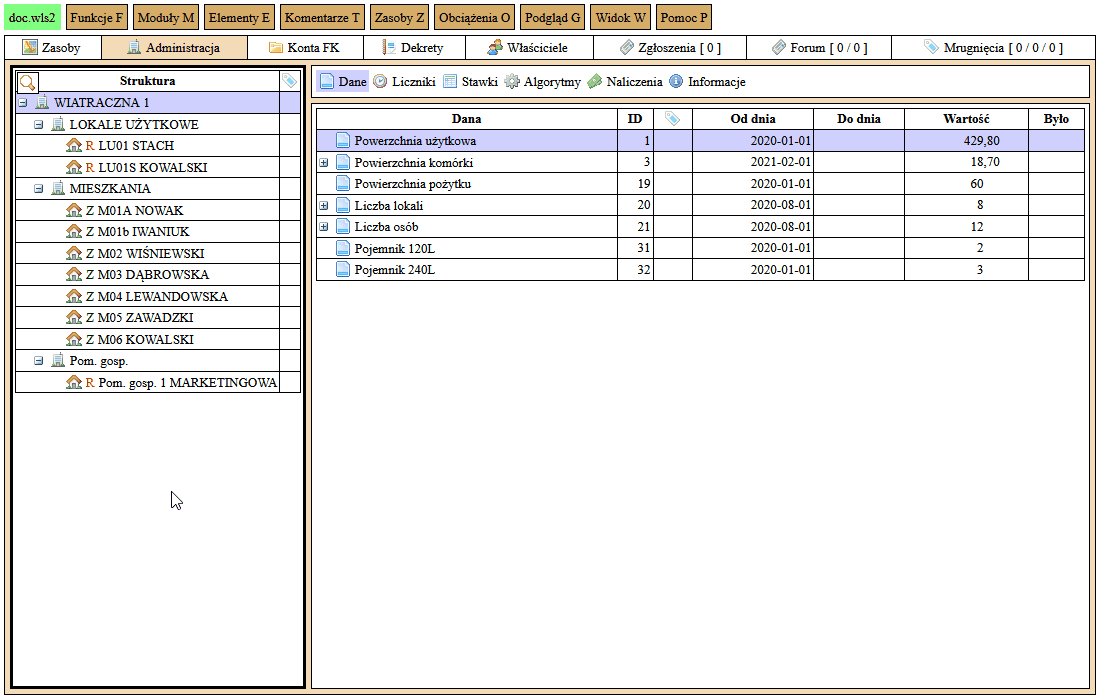 doc.wls2 Funkcje F Moduły M Elementy E Komentarze T Zasoby Z Obciążenia O Podgląd G Widok W Pomoc P
Zasoby Administracja Konta FK Dekrety Właściciele Zgłoszenia [ 0 ] Forum [ 0 / 0 ] Mrugnięcia [ 0 / 0 / 0 ]
Struktura
WIATRACZNA 1
LOKALE UŻYTKOWE
R LU01 STACH
R LU01S KOWALSKI
MIESZKANIA
Z M01A NOWAK
Z M01b IWANIUK
Z M02 WIŚNIEWSKI
Z M03 DĄBROWSKA
Z M04 LEWANDOWSKA
Z M05 ZAWADZKI
Z M06 KOWALSKI
Pom. gosp.
R Pom. gosp. 1 MARKETINGOWA
Dane Liczniki Stawki Algorytmy Naliczenia Informacje
Dana ID Od dnia Do dnia Wartość Było
Powerzchnia użytkowa 1 2020-01-01 429,80
Powierzchnia komórki 3 2021-02-01 18,70
Powierzchnia pożytku 19 2020-01-01 60
Liczba lokali 20 2020-08-01 8
Liczba osób 21 2020-08-01 12
Pojemnik 120L 31 2020-01-01 2
Pojemnik 240L 32 2020-01-01 3